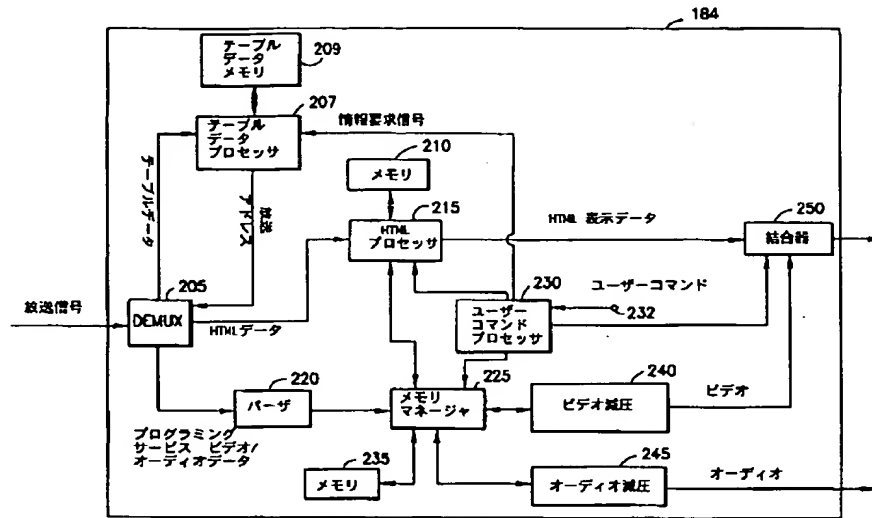 184
テーブル
データ
メモリ
209
207
テーブル
データ
プロセッサ
情報要求信号
テーブルデータ
放送
アドレス
210
メモリ
215
HTML
プロセッサ
HTML 表示データ
250
結合器
放送信号
205
DEMUX
HTMLデータ
230
ユーザー
コマンド
プロセッサ
ユーザーコマンド
232
220
パーザ
225
メモリ
マネージャ
240
ビデオ減圧
ビデオ
プログラミング
サービス ビデオ/
オーディオデータ
235
メモリ
245
オーディオ減圧
オーディオ